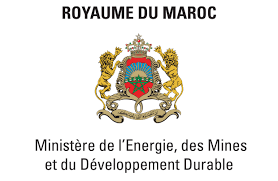 ROYAUME DU MAROC
Ministère de l'Energie, des Mines
et du Développement Durable